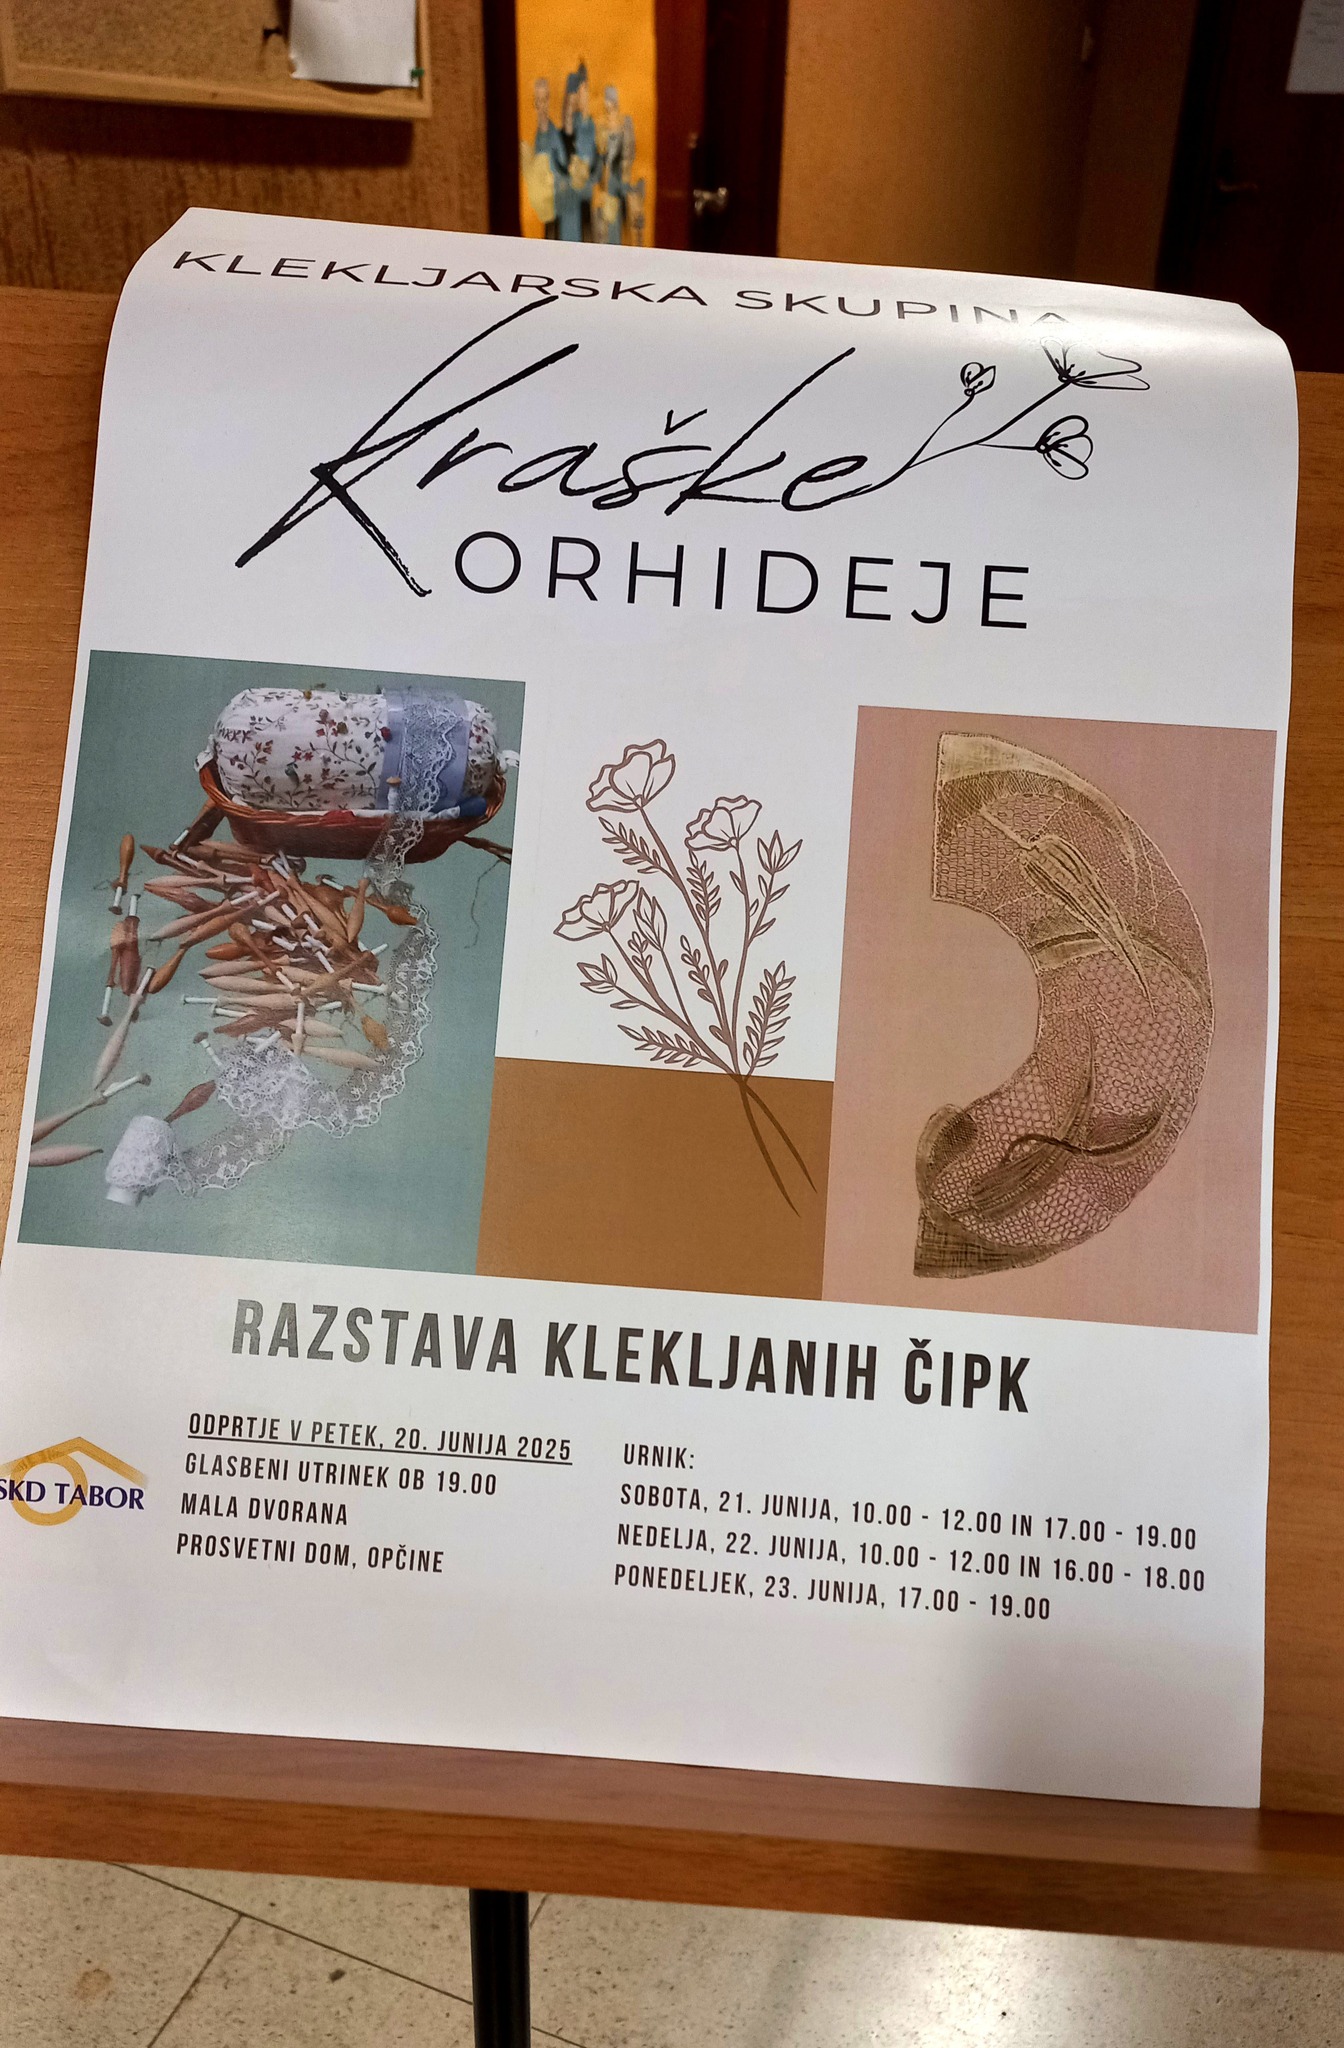 KLEKLJARSKA SKUPINA
Kraške
ORHIDEJE
RAZSTAVA KLEKLJANIH ČIPK
ODPRTJE V PETEK, 20. JUNIJA 2025
GLASBENI UTRINEK OB 19.00
MALA DVORANA
PROSVETNI DOM, OPČINE
SKD TABOR
URNIK:
SOBOTA, 21. JUNIJA, 10.00 - 12.00 IN 17.00 - 19.00
NEDELJA, 22. JUNIJA, 10.00 - 12.00 IN 16.00 - 18.00
PONEDELJEK, 23. JUNIJA, 17.00 - 19.00